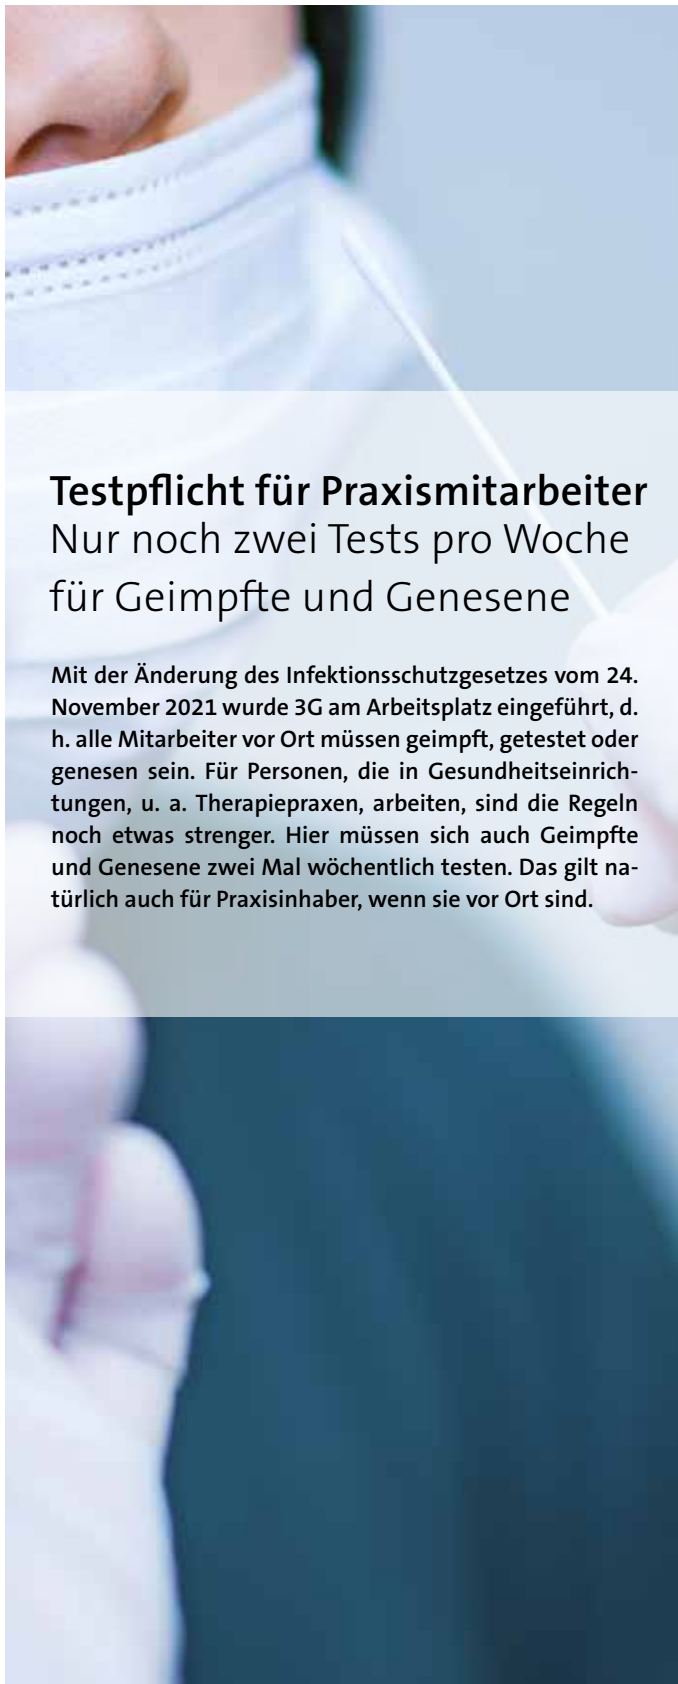 Testpflicht für Praxismitarbeiter
Nur noch zwei Tests pro Woche
für Geimpfte und Genesene
Mit der Änderung des Infektionsschutzgesetzes vom 24.
November 2021 wurde 3G am Arbeitsplatz eingeführt, d.
h. alle Mitarbeiter vor Ort müssen geimpft, getestet oder
genesen sein. Für Personen, die in Gesundheitseinrich-
tungen, u. a. Therapiepraxen, arbeiten, sind die Regeln
noch etwas strenger. Hier müssen sich auch Geimpfte
und Genesene zwei Mal wöchentlich testen. Das gilt na-
türlich auch für Praxisinhaber, wenn sie vor Ort sind.